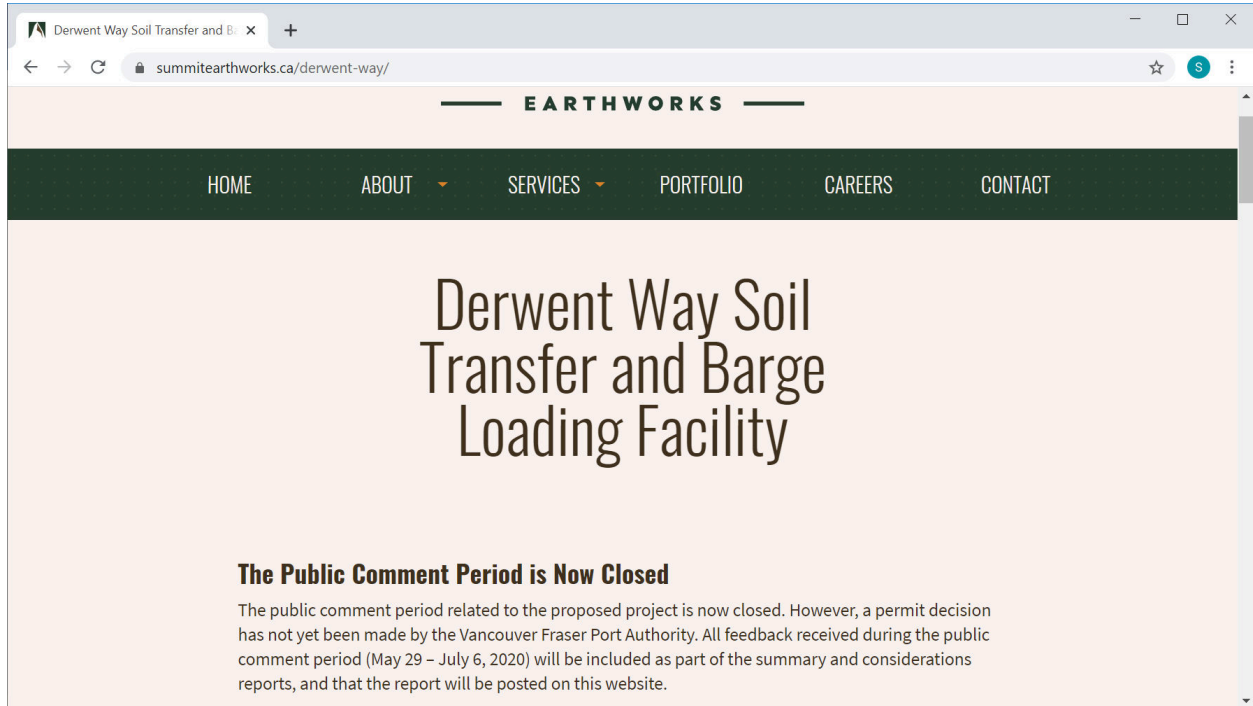 Derwent Way Soil Transfer and Ba
summitearthworks.ca/derwent-way/
S
EARTHWORKS
HOME ABOUT SERVICES PORTFOLIO CAREERS CONTACT
Derwent Way Soil
Transfer and Barge
Loading Facility
The Public Comment Period is Now Closed
The public comment period related to the proposed project is now closed. However, a permit decision
has not yet been made by the Vancouver Fraser Port Authority. All feedback received during the public
comment period (May 29 – July 6, 2020) will be included as part of the summary and considerations
reports, and that the report will be posted on this website.